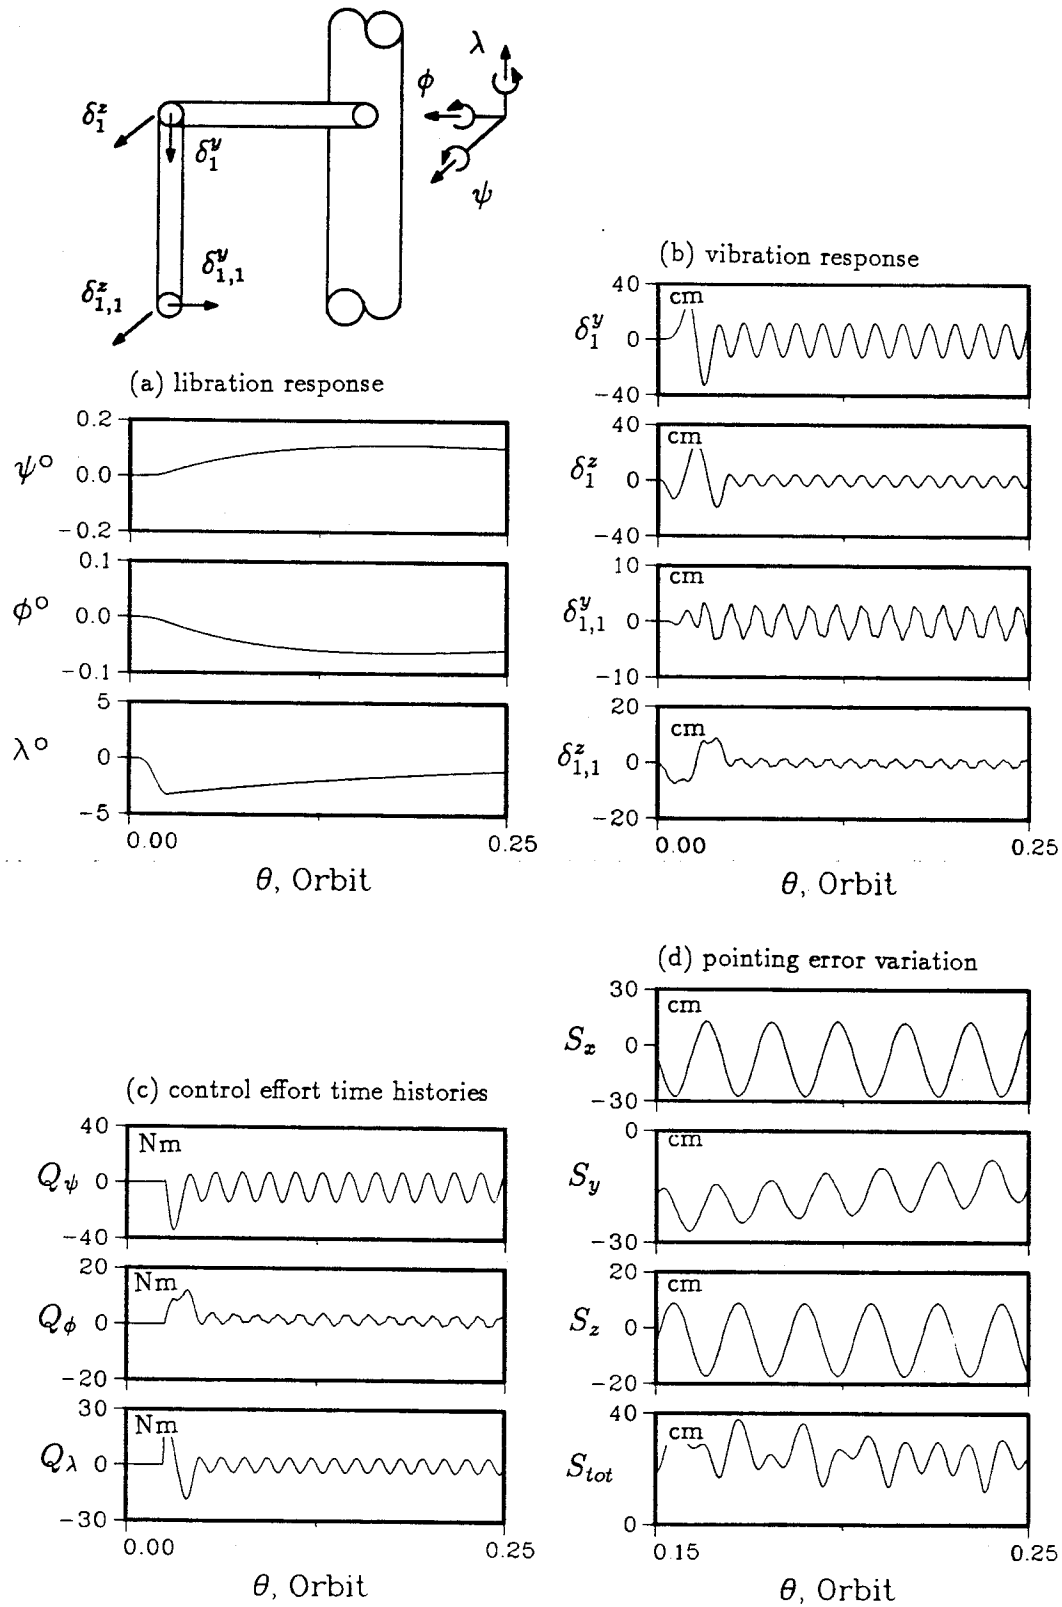 λ
φ
δ₁ᶻ
δ₁ʸ
ψ
δ₁,₁ʸ
δ₁,₁ᶻ
(a) libration response
0.2
ψ° 0.0
−0.2
0.1
φ° 0.0
−0.1
5
λ° 0
−5
0.00 0.25
θ, Orbit
(b) vibration response
40 cm
δ₁ʸ 0
−40
40 cm
δ₁ᶻ 0
−40
10 cm
δ₁,₁ʸ 0
−10
20 cm
δ₁,₁ᶻ 0
−20
0.00 0.25
θ, Orbit
(c) control effort time histories
40 Nm
Q_ψ 0
−40
20 Nm
Q_φ 0
−20
30 Nm
Q_λ 0
−30
0.00 0.25
θ, Orbit
(d) pointing error variation
30 cm
Sₓ 0
−30
0 cm
S_y
−30
20 cm
S_z 0
−20
40 cm
S_tot
0
0.15 0.25
θ, Orbit